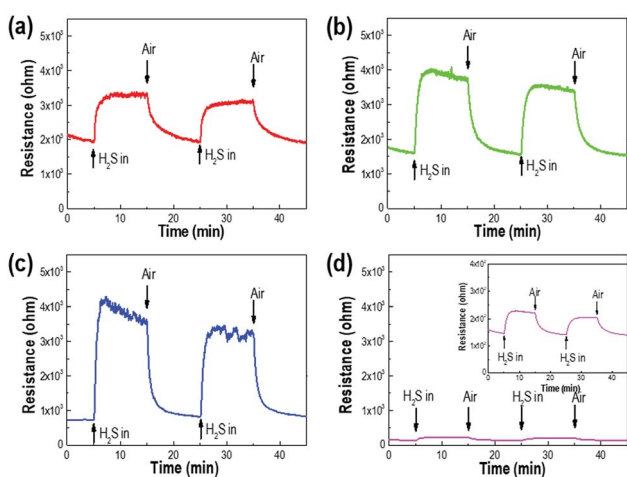 (a)
Resistance (ohm)
5x10³
4x10³
3x10³
2x10³
1x10³
0
Air
Air
H₂S in
H₂S in
0 10 20 30 40
Time (min)
(b)
Resistance (ohm)
5x10³
4x10³
3x10³
2x10³
1x10³
0
Air
Air
H₂S in
H₂S in
0 10 20 30 40
Time (min)
(c)
Resistance (ohm)
5x10³
4x10³
3x10³
2x10³
1x10³
0
Air
Air
H₂S in
H₂S in
0 10 20 30 40
Time (min)
(d)
Resistance (ohm)
5x10³
4x10³
3x10³
2x10³
1x10³
0
H₂S in
Air
H₂S in
Air
0 10 20 30 40
Time (min)
Resistance (ohm)
4x10²
3x10²
2x10²
1x10²
0
Air
Air
H₂S in
H₂S in
0 10 20 30 40
Time (min)